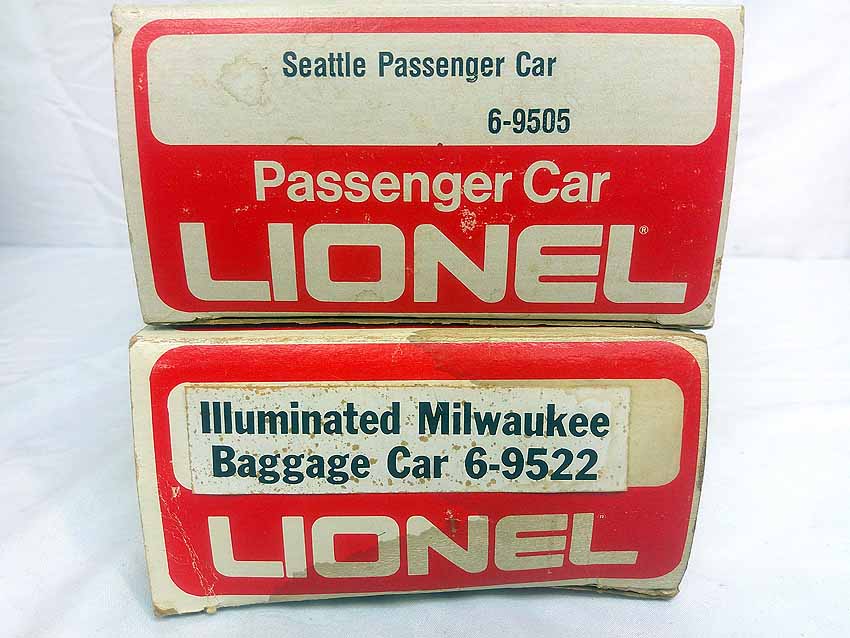 Seattle Passenger Car
6-9505
Passenger Car
LIONEL®
Illuminated Milwaukee
Baggage Car 6-9522
LIONEL